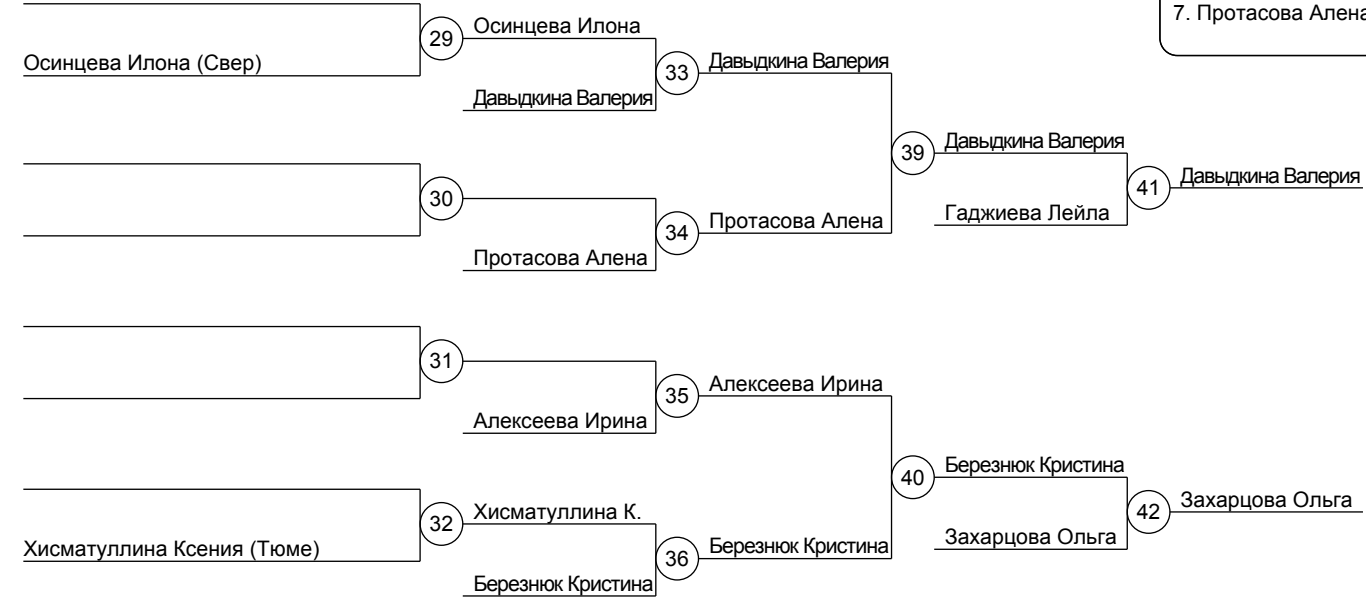 7. Протасова Алена
Осинцева Илона
29
Осинцева Илона (Свер)
Давыдкина Валерия
33
Давыдкина Валерия
Давыдкина Валерия
39
Давыдкина Валерия
41
30
Гаджиева Лейла
Протасова Алена
34
Протасова Алена
31
Алексеева Ирина
35
Алексеева Ирина
Березнюк Кристина
40
Захарцова Ольга
42
Хисматуллина К.
32
Захарцова Ольга
Хисматуллина Ксения (Тюме)
Березнюк Кристина
36
Березнюк Кристина